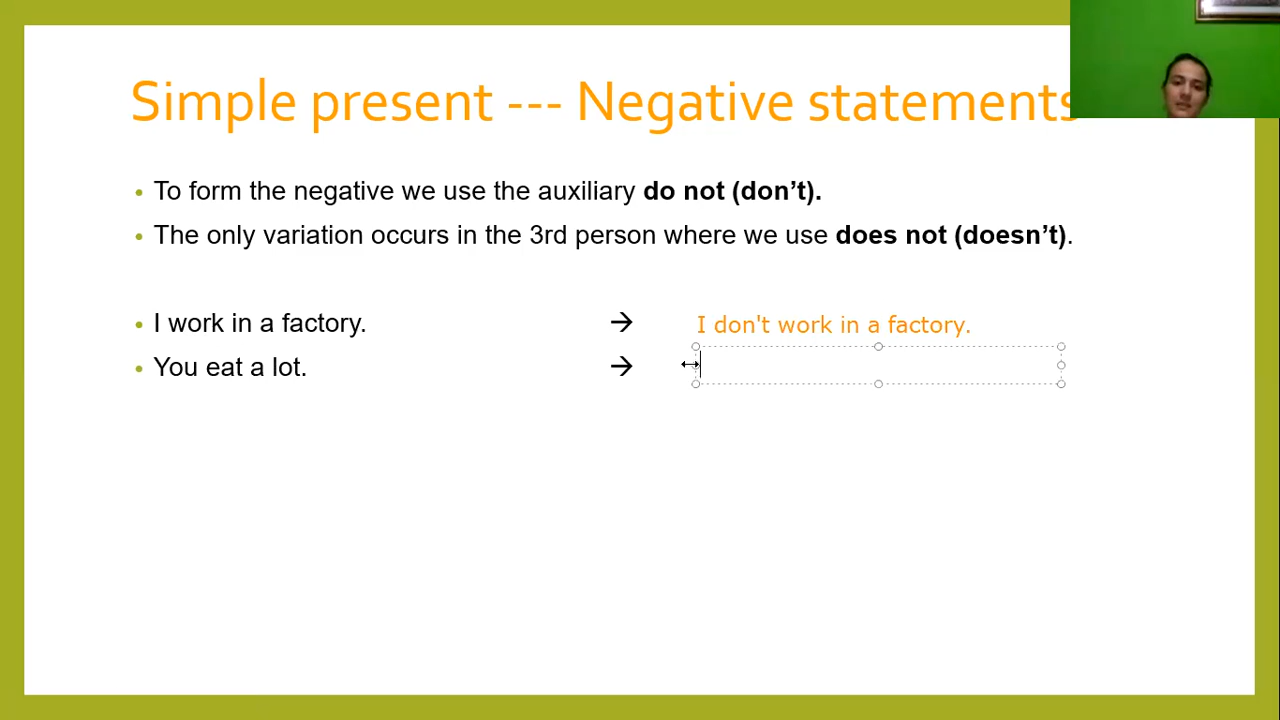 Simple present --- Negative statements
• To form the negative we use the auxiliary do not (don’t).
• The only variation occurs in the 3rd person where we use does not (doesn’t).
• I work in a factory. → I don't work in a factory.
• You eat a lot. →